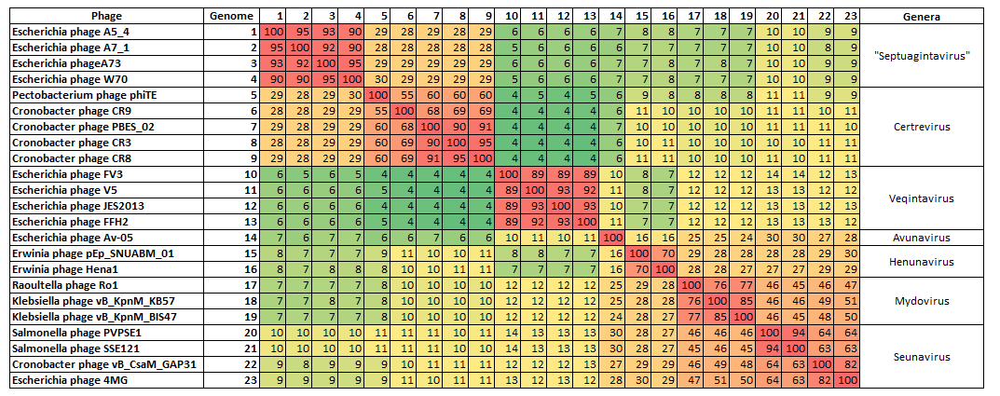 Phage Genome 1 2 3 4 5 6 7 8 9 10 11 12 13 14 15 16 17 18 19 20 21 22 23 Genera
Escherichia phage A5_4 1 100 95 93 90 29 28 29 28 29 6 6 6 6 7 8 8 7 7 7 10 10 9 9
Escherichia phage A7_1 2 95 100 92 90 28 28 28 28 28 5 6 6 6 6 7 7 7 7 7 10 10 8 9
"Septuagintavirus"
Escherichia phageA73 3 93 92 100 95 29 29 29 29 29 6 6 6 6 7 7 8 7 8 7 10 10 9 9
Escherichia phage W70 4 90 90 95 100 30 29 29 29 29 5 6 6 6 7 7 8 8 7 7 10 10 9 9
Pectobacterium phage phiTE 5 29 28 29 30 100 55 60 60 60 4 5 4 5 6 9 8 8 8 8 11 11 9 9
Cronobacter phage CR9 6 28 28 29 29 55 100 68 69 69 4 4 4 4 6 11 10 10 10 10 11 11 10 11
Cronobacter phage PBES_02 7 29 28 29 29 60 68 100 90 91 4 4 4 4 7 10 10 10 10 10 11 11 11 10 Certrevirus
Cronobacter phage CR3 8 28 28 29 29 60 69 90 100 95 4 4 4 4 6 10 11 10 10 10 10 10 11 11
Cronobacter phage CR8 9 29 28 29 29 60 69 91 95 100 4 4 4 4 6 11 11 10 10 10 11 11 11 11
Escherichia phage FV3 10 6 5 6 5 4 4 4 4 4 100 89 89 89 10 8 7 12 12 12 14 14 12 13
Escherichia phage V5 11 6 6 6 6 5 4 4 4 4 89 100 93 92 11 8 7 12 12 12 13 13 12 12
Veqintavirus
Escherichia phage JES2013 12 6 6 6 6 4 4 4 4 4 89 93 100 93 10 7 7 12 12 12 13 13 12 13
Escherichia phage FFH2 13 6 6 6 6 5 4 4 4 4 89 92 93 100 11 7 7 12 12 12 13 13 13 12
Escherichia phage Av-05 14 7 6 7 7 6 6 7 6 6 10 11 10 11 100 16 16 25 25 24 30 30 27 28 Avunavirus
Erwinia phage pEp_SNUABM_01 15 8 7 7 7 9 11 10 10 11 8 8 7 7 16 100 70 29 28 28 28 28 29 30
Henunavirus
Erwinia phage Hena1 16 8 7 8 8 8 10 10 11 11 7 7 7 7 16 70 100 28 28 27 27 27 29 29
Raoultella phage Ro1 17 7 7 7 8 8 10 10 10 10 12 12 12 12 25 29 28 100 76 77 46 45 46 47
Klebsiella phage vB_KpnM_KB57 18 7 7 8 7 8 10 10 10 10 12 12 12 12 25 28 28 76 100 85 46 46 49 51 Mydovirus
Klebsiella phage vB_KpnM_BIS47 19 7 7 7 7 8 10 10 10 10 12 12 12 12 24 28 27 77 85 100 46 45 48 50
Salmonella phage PVPSE1 20 10 10 10 10 11 11 11 10 11 14 13 13 13 30 28 27 46 46 46 100 94 64 64
Salmonella phage SSE121 21 10 10 10 10 11 11 11 10 11 14 13 13 13 30 28 27 45 46 45 94 100 63 63
Seunavirus
Cronobacter phage vB_CsaM_GAP31 22 9 8 9 9 9 10 11 11 11 12 12 12 13 27 29 29 46 49 48 64 63 100 82
Escherichia phage 4MG 23 9 9 9 9 9 11 10 11 11 13 12 13 12 28 30 29 47 51 50 64 63 82 100